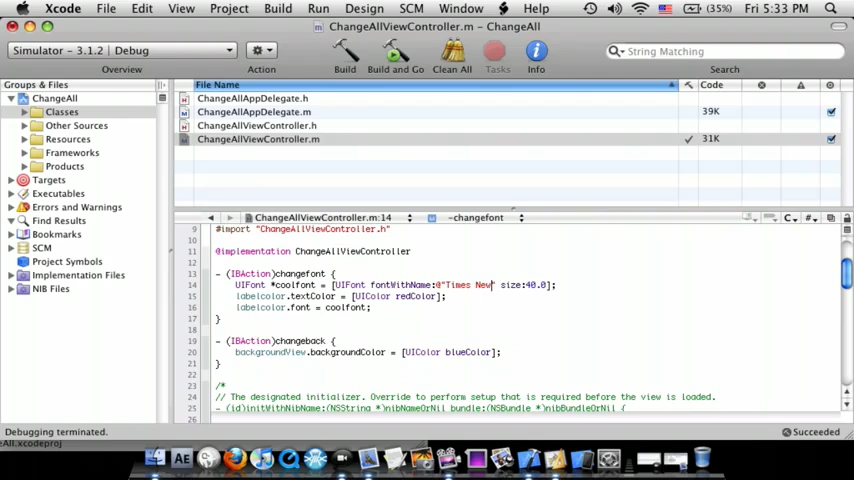 Xcode File Edit View Project Build Run Design SCM Window Help (35%) Fri 5:33 PM
ChangeAllViewController.m - ChangeAll
Simulator - 3.1.2 | Debug
String Matching
Overview Action Build Build and Go Clean All Tasks Info Search
Groups & Files
File Name Code
ChangeAll
Classes
Other Sources
Resources
Frameworks
Products
Targets
Executables
Errors and Warnings
Find Results
Bookmarks
SCM
Project Symbols
Implementation Files
NIB Files
ChangeAllAppDelegate.h
ChangeAllAppDelegate.m 39K
ChangeAllViewController.h
ChangeAllViewController.m 31K
ChangeAllViewController.m:14 -changefont C #
9 #import "ChangeAllViewController.h"
10
11 @implementation ChangeAllViewController
12
13 - (IBAction)changefont {
14 UIFont *coolfont = [UIFont fontWithName:@"Times New" size:40.0];
15 labelcolor.textColor = [UIColor redColor];
16 labelcolor.font = coolfont;
17 }
18
19 - (IBAction)changeback {
20 backgroundView.backgroundColor = [UIColor blueColor];
21 }
22
23 /*
24 // The designated initializer. Override to perform setup that is required before the view is loaded.
25 - (id)initWithNibName:(NSString *)nibNameOrNil bundle:(NSBundle *)nibBundleOrNil {
26
Debugging terminated. Succeeded
All.xcodeproj
AE